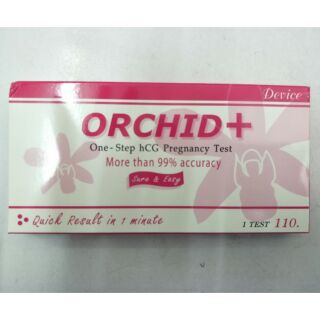 Device
ORCHID+
One-Step hCG Pregnancy Test
More than 99% accuracy
Sure & Easy
Quick Result in 1 minute
1 TEST 110.